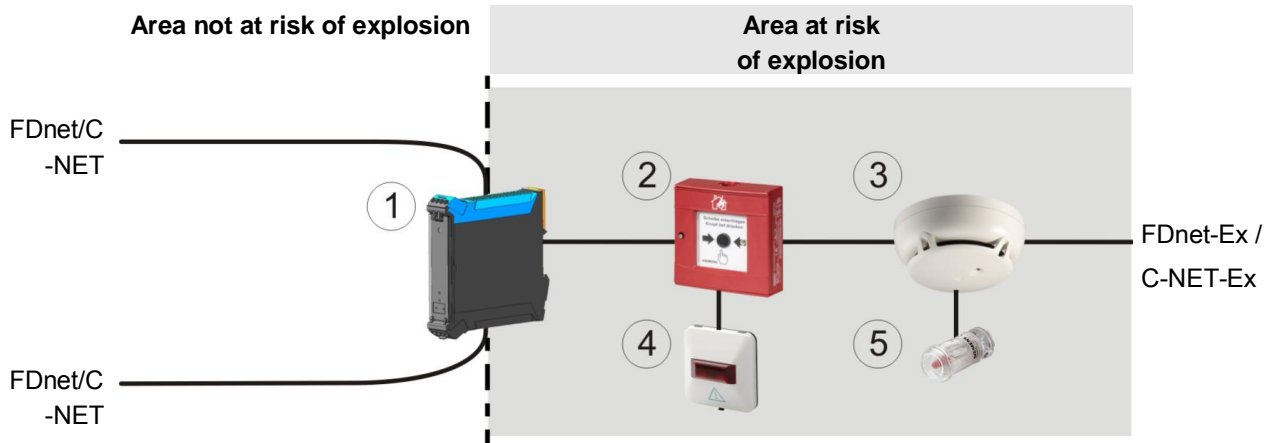 Area not at risk of explosion
Area at risk
of explosion
FDnet/C
-NET
1
2
3
FDnet-Ex /
C-NET-Ex
4
5
FDnet/C
-NET